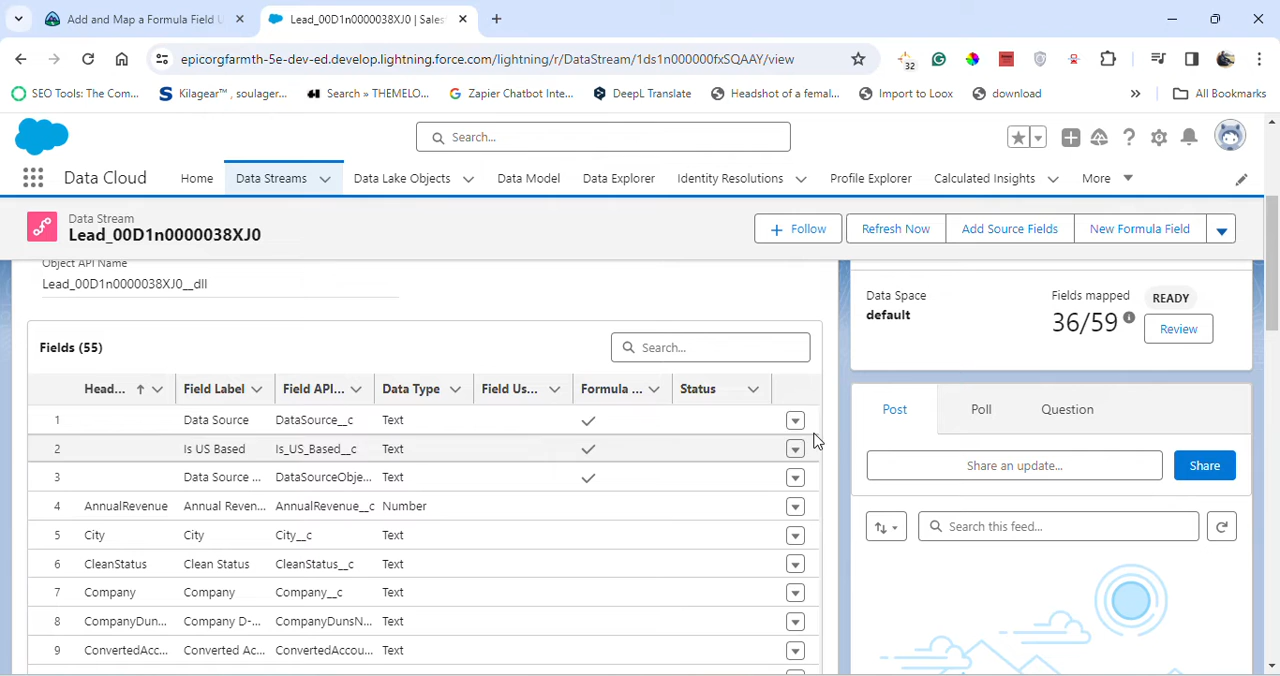 Add and Map a Formula Field U
Lead_00D1n0000038XJ0 | Sales
epicorgfarmth-5e-dev-ed.develop.lightning.force.com/lightning/r/DataStream/1ds1n000000fxSQAAY/view
32
SEO Tools: The Com...
Kilagear™ , soulager...
Search » THEMELO...
Zapier Chatbot Inte...
DeepL Translate
Headshot of a femal...
Import to Loox
download
»
All Bookmarks
Search...
Data Cloud
Home
Data Streams
Data Lake Objects
Data Model
Data Explorer
Identity Resolutions
Profile Explorer
Calculated Insights
More
Data Stream
Lead_00D1n0000038XJ0
+ Follow
Refresh Now
Add Source Fields
New Formula Field
Object API Name
Lead_00D1n0000038XJ0__dll
Fields (55)
Search...
Head... Field Label Field API... Data Type Field Us... Formula ... Status
1 Data Source DataSource__c Text
2 Is US Based Is_US_Based__c Text
3 Data Source ... DataSourceObje... Text
4 AnnualRevenue Annual Reven... AnnualRevenue__c Number
5 City City City__c Text
6 CleanStatus Clean Status CleanStatus__c Text
7 Company Company Company__c Text
8 CompanyDun... Company D-... CompanyDunsN... Text
9 ConvertedAcc... Converted Ac... ConvertedAccou... Text
Data Space
default
Fields mapped
36/59
READY
Review
Post
Poll
Question
Share an update...
Share
Search this feed...